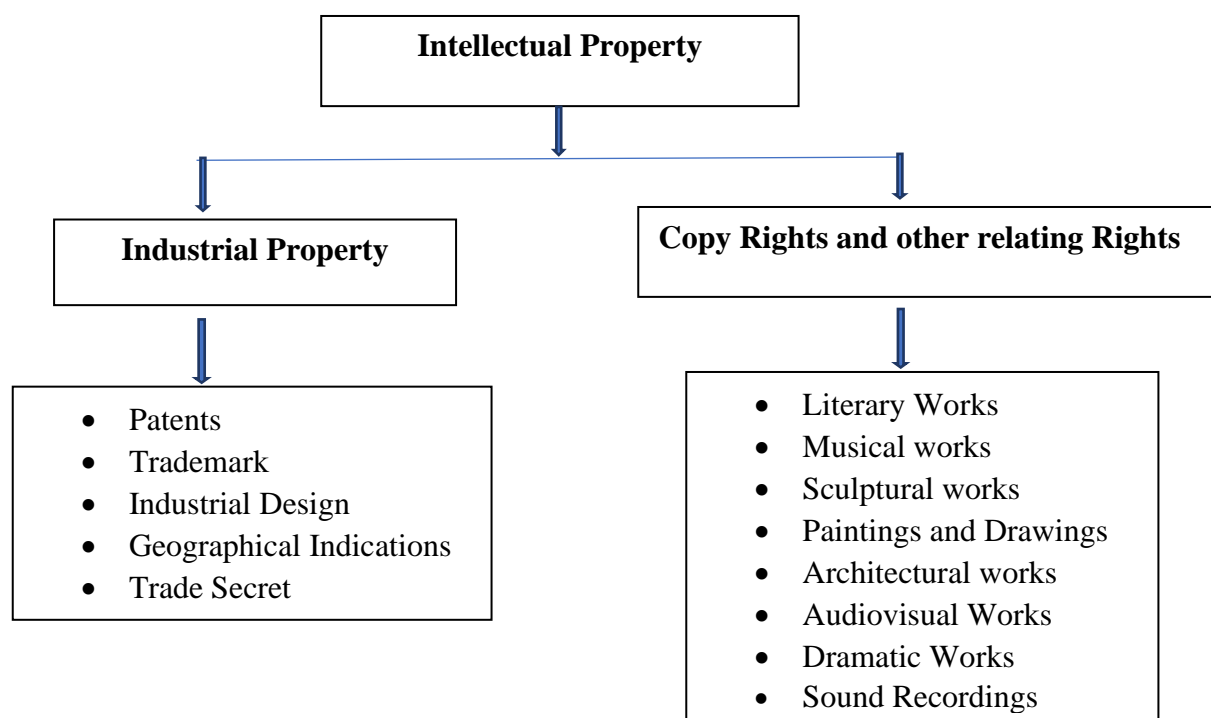 Intellectual Property
Industrial Property
Copy Rights and other relating Rights
• Patents
• Trademark
• Industrial Design
• Geographical Indications
• Trade Secret
• Literary Works
• Musical works
• Sculptural works
• Paintings and Drawings
• Architectural works
• Audiovisual Works
• Dramatic Works
• Sound Recordings